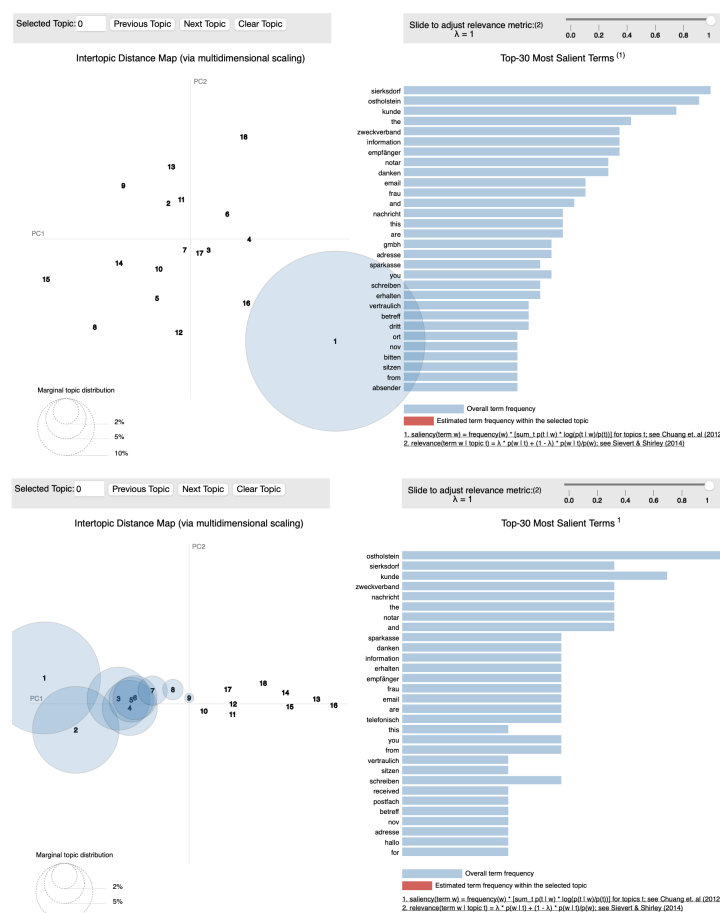 Selected Topic: 0 Previous Topic Next Topic Clear Topic
Slide to adjust relevance metric:(2)
λ = 1
0.0 0.2 0.4 0.6 0.8 1
Intertopic Distance Map (via multidimensional scaling)
PC2
PC1
18
13
9
11
2
6
4
7
3
17
14
10
15
5
16
8
12
1
Marginal topic distribution
2%
5%
10%
Top-30 Most Salient Terms (1)
sierksdorf
ostholstein
kunde
the
zweckverband
information
empfänger
notar
danken
email
frau
and
nachricht
this
are
gmbh
adresse
sparkasse
you
schreiben
erhalten
vertraulich
betreff
dritt
ort
nov
bitten
sitzen
from
absender
Overall term frequency
Estimated term frequency within the selected topic
1. saliency(term w) = frequency(w) * [sum_t p(t | w) * log(p(t | w)/p(t))] for topics t; see Chuang et. al (2012
2. relevance(term w | topic t) = λ * p(w | t) + (1 - λ) * p(w | t)/p(w); see Sievert & Shirley (2014)
Selected Topic: 0 Previous Topic Next Topic Clear Topic
Slide to adjust relevance metric:(2)
λ = 1
0.0 0.2 0.4 0.6 0.8 1
Intertopic Distance Map (via multidimensional scaling)
PC2
PC1
1
2
3
4
5
6
7
8
9
10
11
12
17
18
14
15
13
16
Marginal topic distribution
2%
5%
Top-30 Most Salient Terms 1
ostholstein
sierksdorf
kunde
zweckverband
nachricht
the
notar
and
sparkasse
danken
information
erhalten
empfänger
frau
email
are
telefonisch
this
you
from
vertraulich
sitzen
schreiben
received
postfach
betreff
nov
adresse
hallo
for
Overall term frequency
Estimated term frequency within the selected topic
1. saliency(term w) = frequency(w) * [sum_t p(t | w) * log(p(t | w)/p(t))] for topics t; see Chuang et. al (2012
2. relevance(term w | topic t) = λ * p(w | t) + (1 - λ) * p(w | t)/p(w); see Sievert & Shirley (2014)